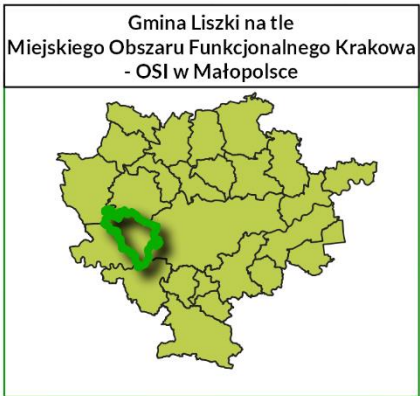 Gmina Liszki na tle
Miejskiego Obszaru Funkcjonalnego Krakowa
- OSI w Małopolsce